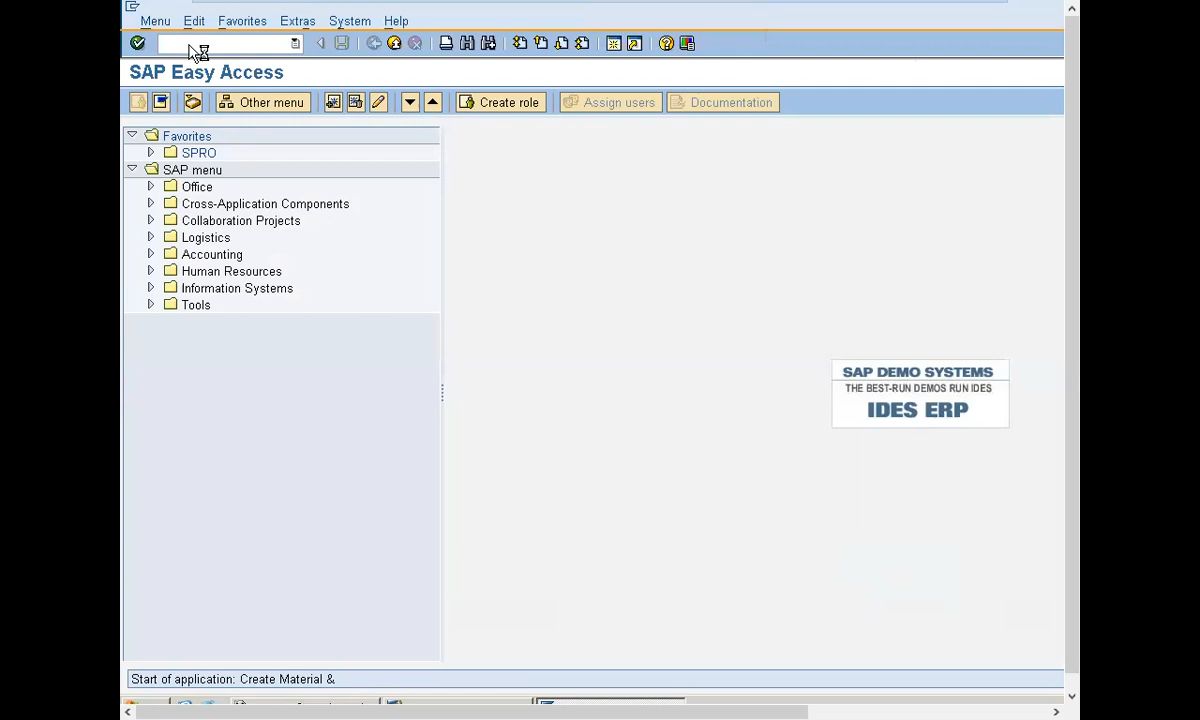 Menu Edit Favorites Extras System Help
SAP Easy Access
Other menu Create role Assign users Documentation
Favorites
SPRO
SAP menu
Office
Cross-Application Components
Collaboration Projects
Logistics
Accounting
Human Resources
Information Systems
Tools
SAP DEMO SYSTEMS
THE BEST-RUN DEMOS RUN IDES
IDES ERP
Start of application: Create Material &